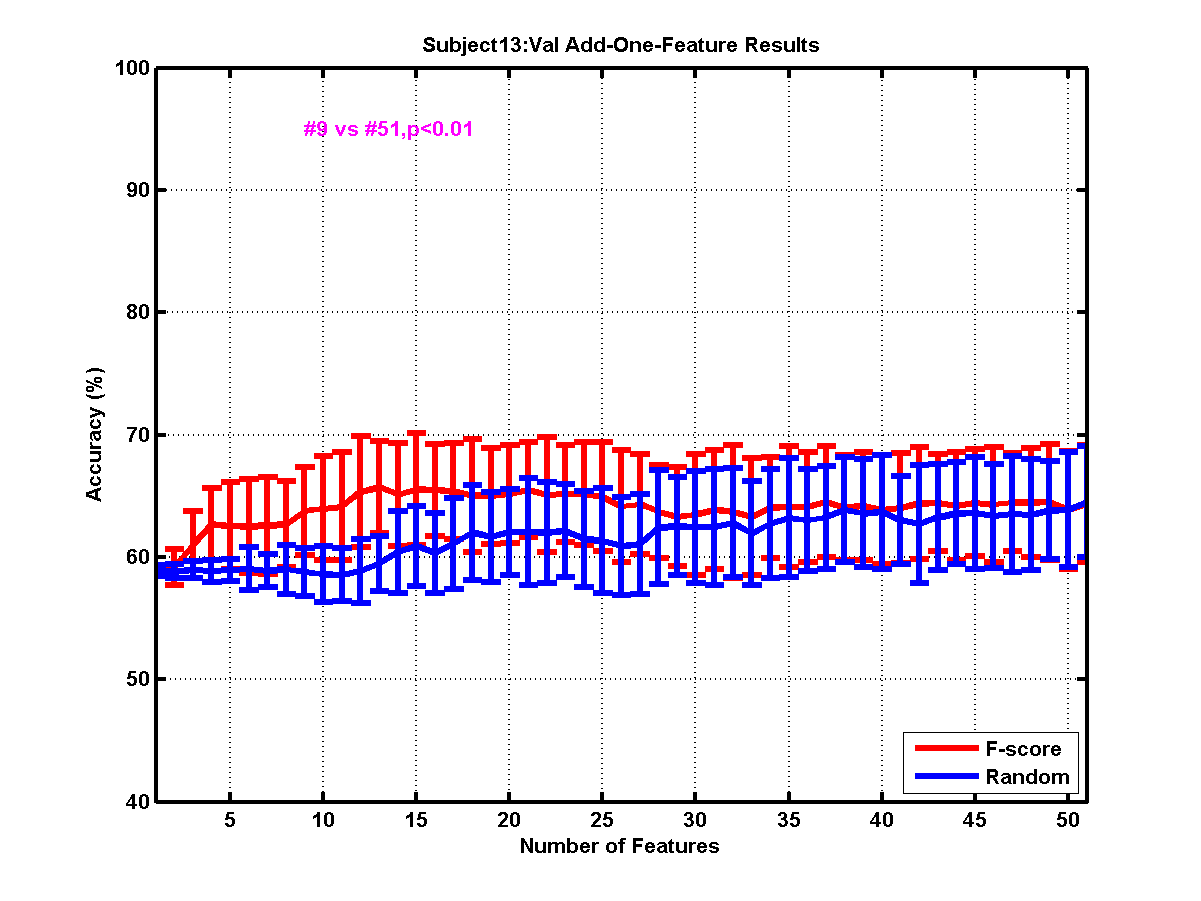 Subject13:Val Add-One-Feature Results
100
90
80
70
60
50
40
Accuracy (%)
#9 vs #51,p<0.01
F-score
Random
5 10 15 20 25 30 35 40 45 50
Number of Features